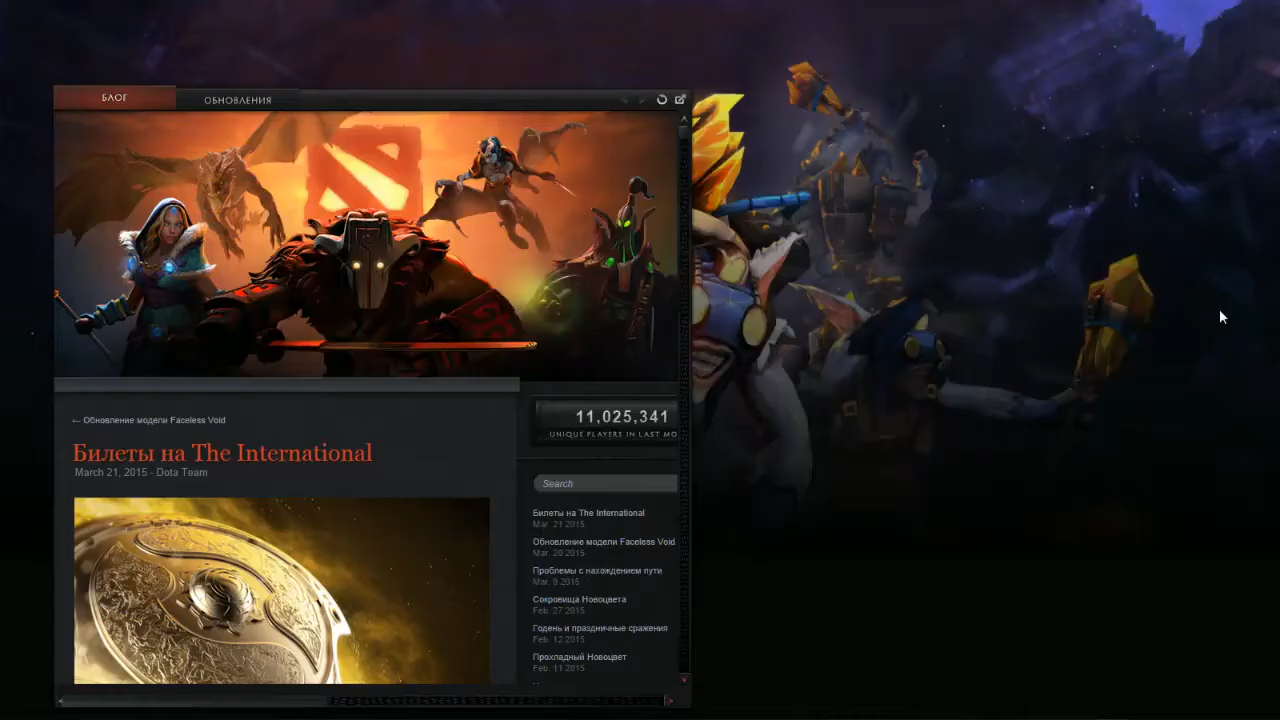 БЛОГ
ОБНОВЛЕНИЯ
← Обновление модели Faceless Void
Билеты на The International
March 21, 2015 - Dota Team
11,025,341
UNIQUE PLAYERS IN LAST MO
Search
Билеты на The International
Mar. 21 2015
Обновление модели Faceless Void
Mar. 20 2015
Проблемы с нахождением пути
Mar. 9 2015
Сокровища Новоцвета
Feb. 27 2015
Годень и праздничные сражения
Feb. 12 2015
Прохладный Новоцвет
Feb. 11 2015